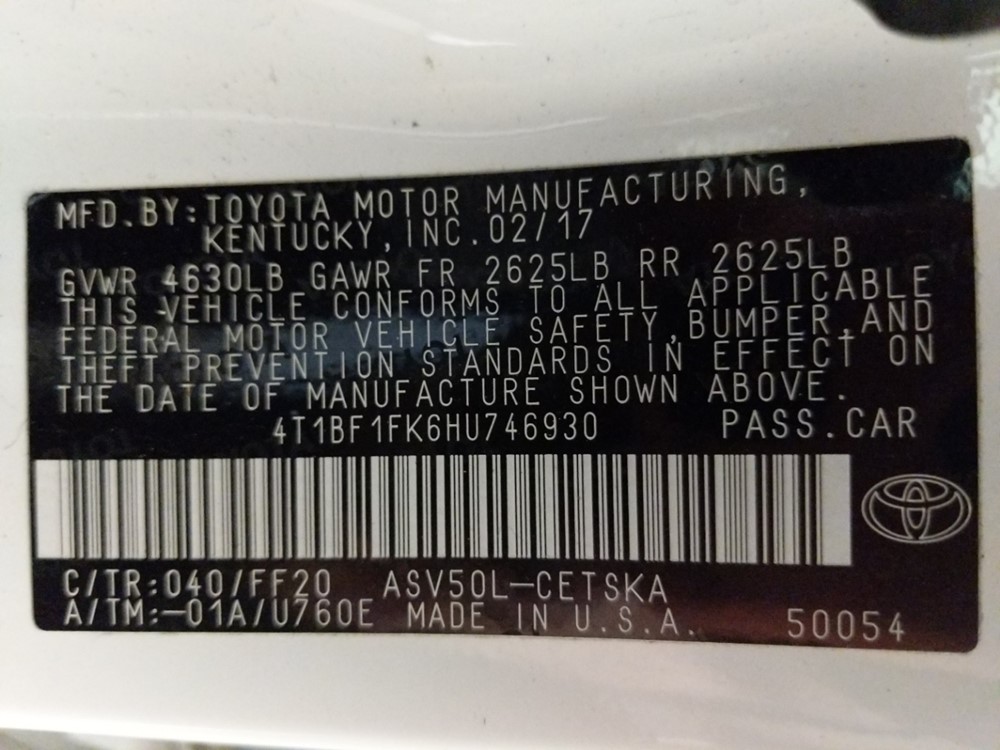 MFD.BY:TOYOTA MOTOR MANUFACTURING,
KENTUCKY,INC.02/17
GVWR 4630LB GAWR FR 2625LB RR 2625LB
THIS VEHICLE CONFORMS TO ALL APPLICABLE
FEDERAL MOTOR VEHICLE SAFETY,BUMPER,AND
THEFT PREVENTION STANDARDS IN EFFECT ON
THE DATE OF MANUFACTURE SHOWN ABOVE.
4T1BF1FK6HU746930 PASS.CAR
C/TR:040/FF20 ASV50L-CETSKA
A/TM:-01A/U760E MADE IN U.S.A. 50054